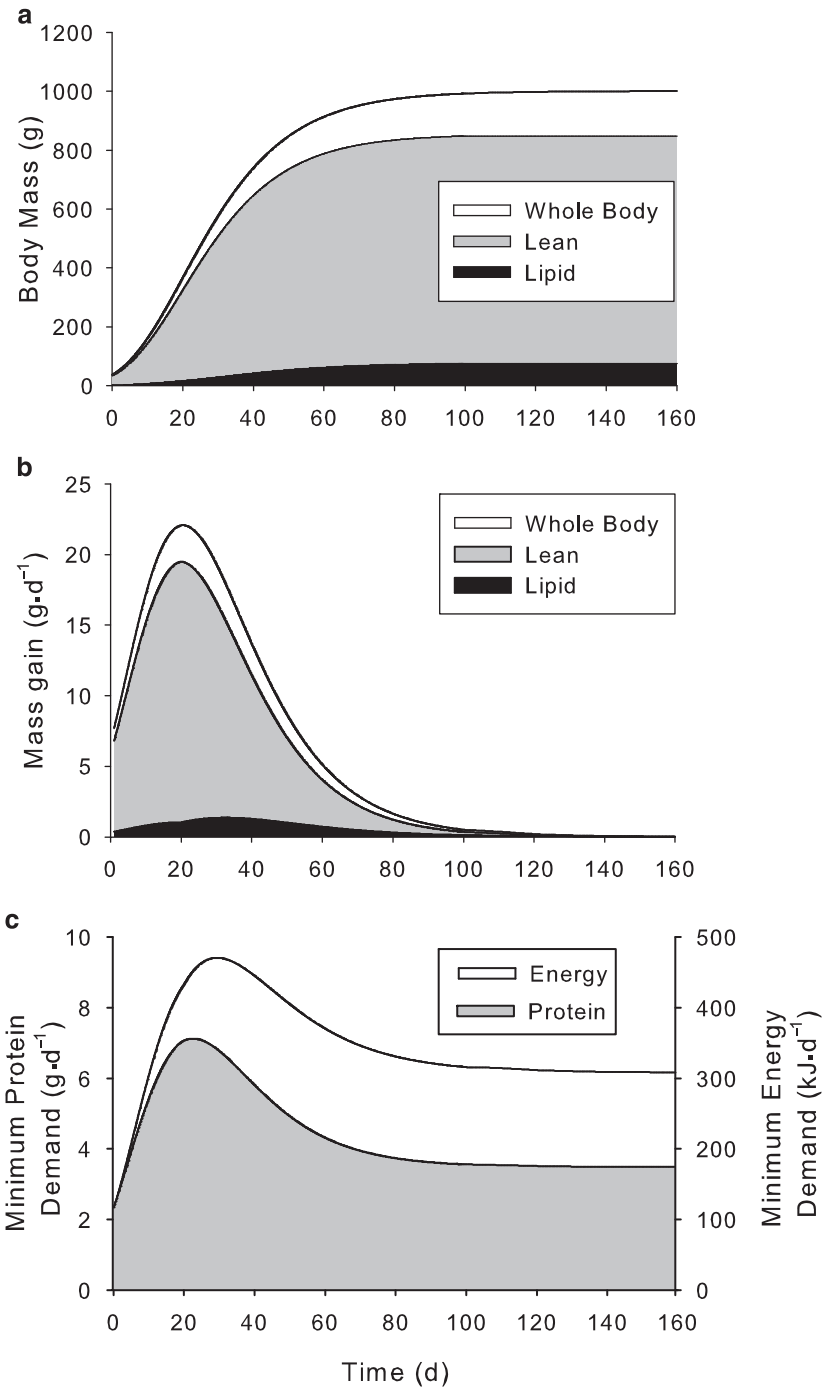 a
1200
1000
800
600
400
200
0
Body Mass (g)
Whole Body
Lean
Lipid
0 20 40 60 80 100 120 140 160
b
25
20
15
10
5
0
Mass gain (g▪d⁻¹)
Whole Body
Lean
Lipid
0 20 40 60 80 100 120 140 160
c
10
8
6
4
2
0
Minimum Protein
Demand (g▪d⁻¹)
Energy
Protein
500
400
300
200
100
0
Minimum Energy
Demand (kJ▪d⁻¹)
0 20 40 60 80 100 120 140 160
Time (d)